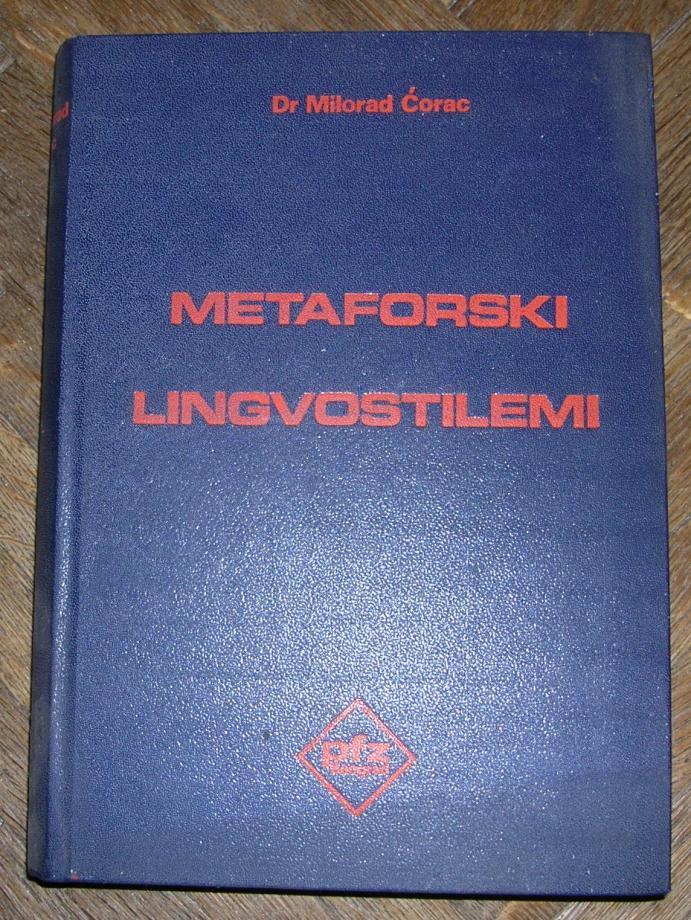 Dr Milorad Ćorac
METAFORSKI
LINGVOSTILEMI
pfz